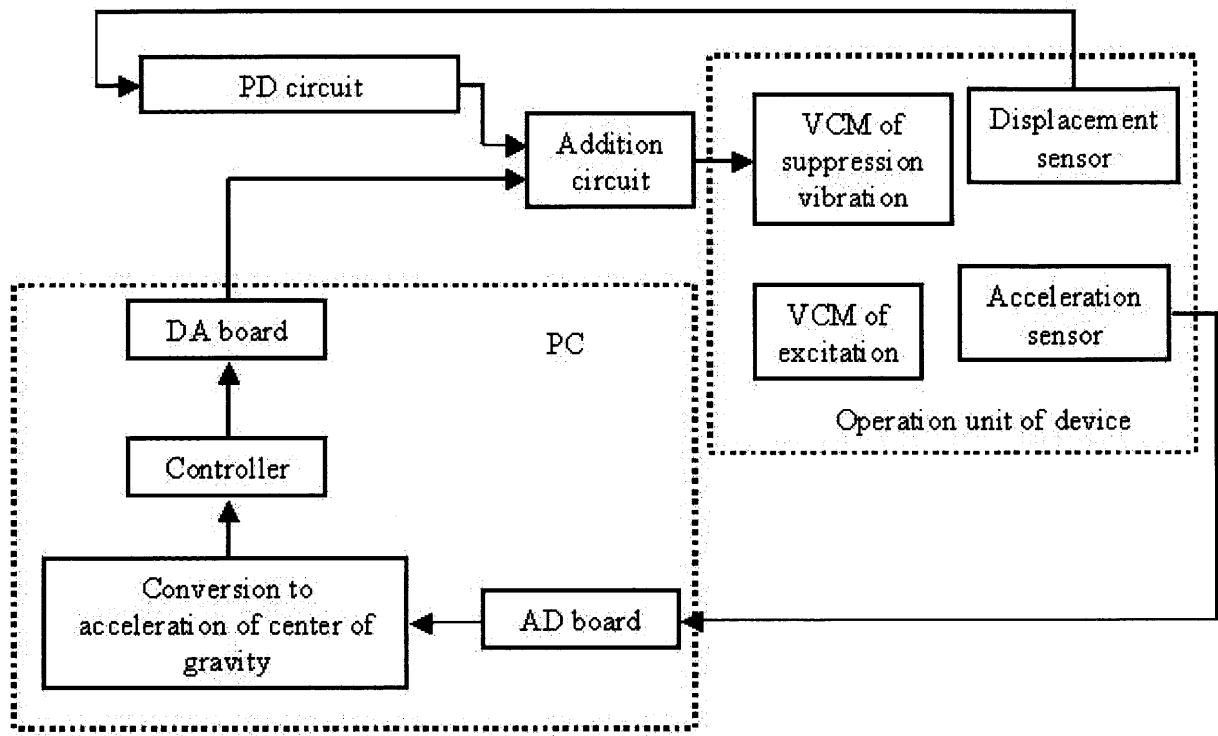 PD circuit
Addition
circuit
VCM of
suppression
vibration
Displacement
sensor
DA board
PC
VCM of
excitation
Acceleration
sensor
Operation unit of device
Controller
Conversion to
acceleration of center of
gravity
AD board